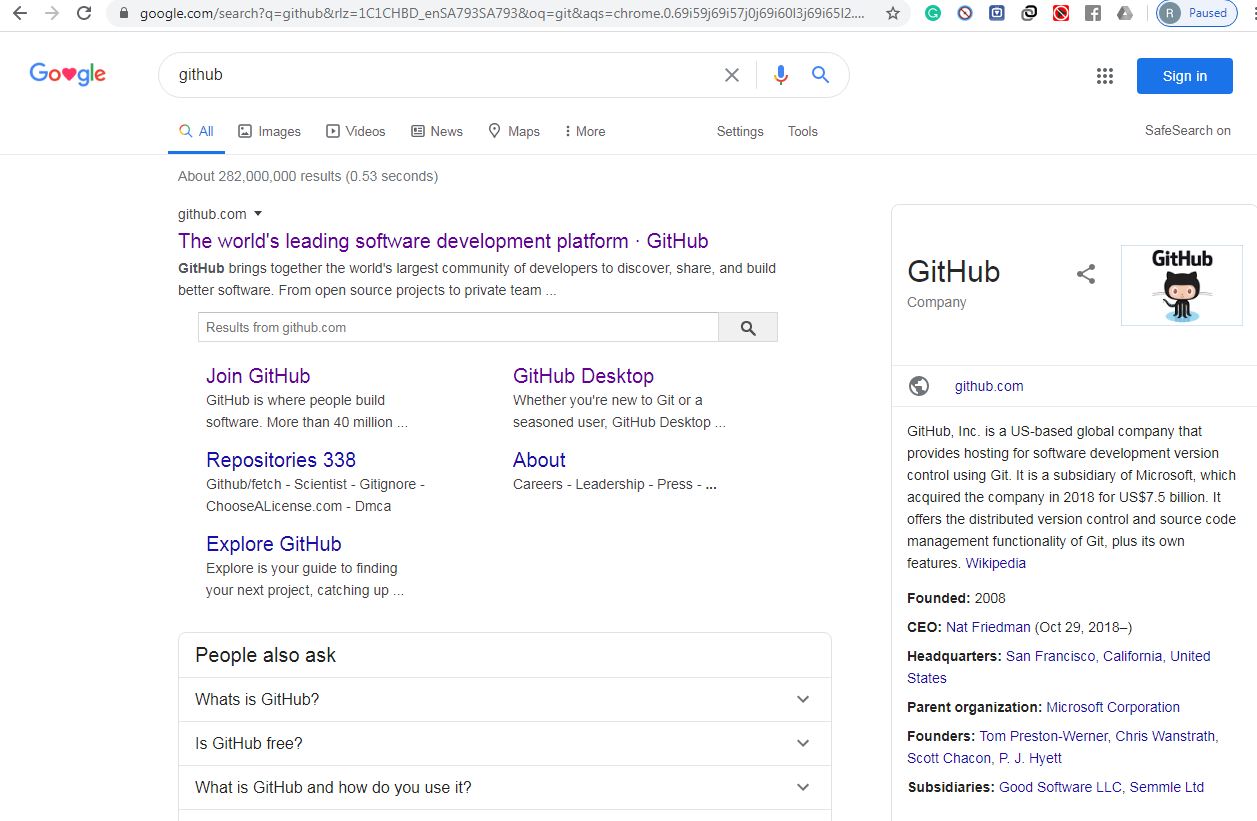 google.com/search?q=github&rlz=1C1CHBD_enSA793SA793&oq=git&aqs=chrome.0.69i59j69i57j0j69i60l3j69i65l2....
R Paused
Google
github
Sign in
All Images Videos News Maps More Settings Tools
SafeSearch on
About 282,000,000 results (0.53 seconds)
github.com
The world's leading software development platform · GitHub
GitHub brings together the world's largest community of developers to discover, share, and build
better software. From open source projects to private team ...
Results from github.com
Join GitHub
GitHub is where people build
software. More than 40 million ...
GitHub Desktop
Whether you're new to Git or a
seasoned user, GitHub Desktop ...
Repositories 338
Github/fetch - Scientist - Gitignore -
ChooseALicense.com - Dmca
About
Careers - Leadership - Press - ...
Explore GitHub
Explore is your guide to finding
your next project, catching up ...
People also ask
Whats is GitHub?
Is GitHub free?
What is GitHub and how do you use it?
GitHub
Company
GitHub
github.com
GitHub, Inc. is a US-based global company that
provides hosting for software development version
control using Git. It is a subsidiary of Microsoft, which
acquired the company in 2018 for US$7.5 billion. It
offers the distributed version control and source code
management functionality of Git, plus its own
features. Wikipedia
Founded: 2008
CEO: Nat Friedman (Oct 29, 2018–)
Headquarters: San Francisco, California, United
States
Parent organization: Microsoft Corporation
Founders: Tom Preston-Werner, Chris Wanstrath,
Scott Chacon, P. J. Hyett
Subsidiaries: Good Software LLC, Semmle Ltd